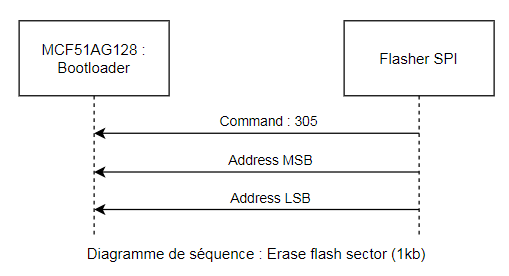 MCF51AG128 :
Bootloader
Flasher SPI
Command : 305
Address MSB
Address LSB
Diagramme de séquence : Erase flash sector (1kb)